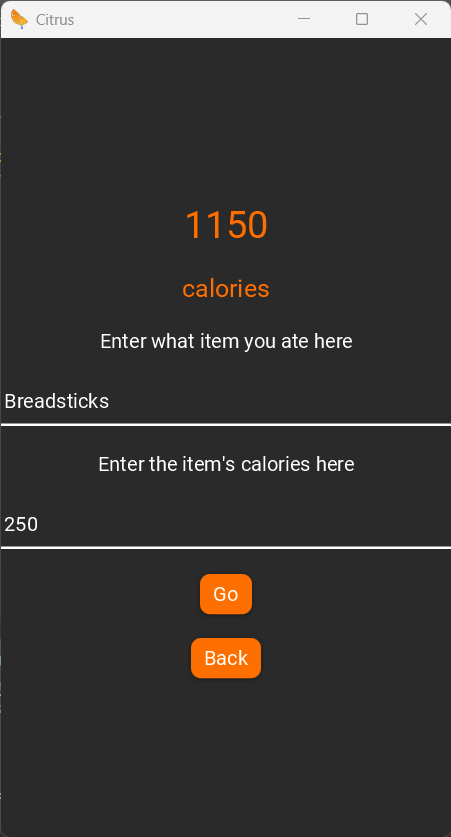 Citrus
1150
calories
Enter what item you ate here
Breadsticks
Enter the item's calories here
250
Go
Back